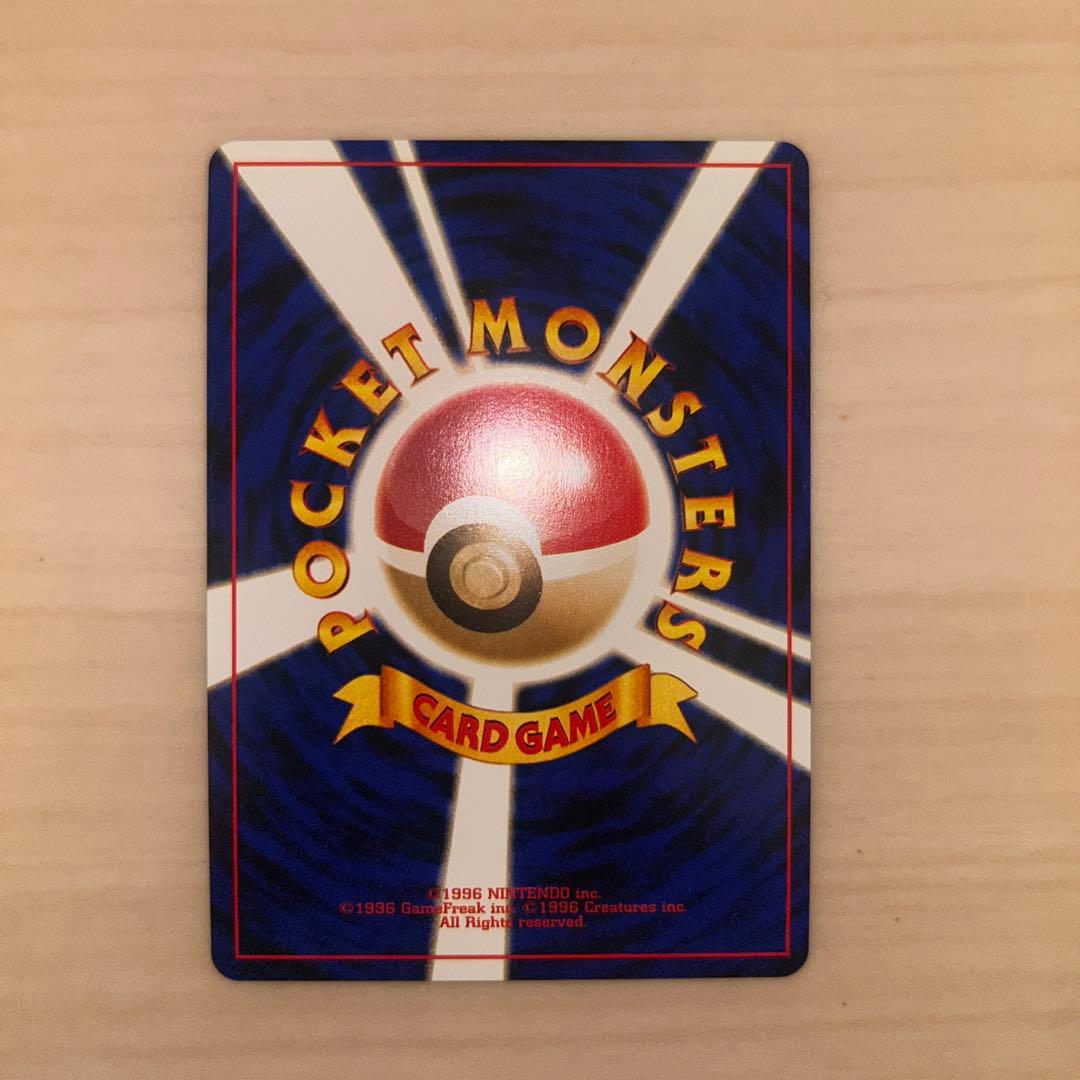 POCKET MONSTERS
CARD GAME
©1996 NINTENDO inc.
©1996 GameFreak inc. ©1996 Creatures inc.
All Rights reserved.